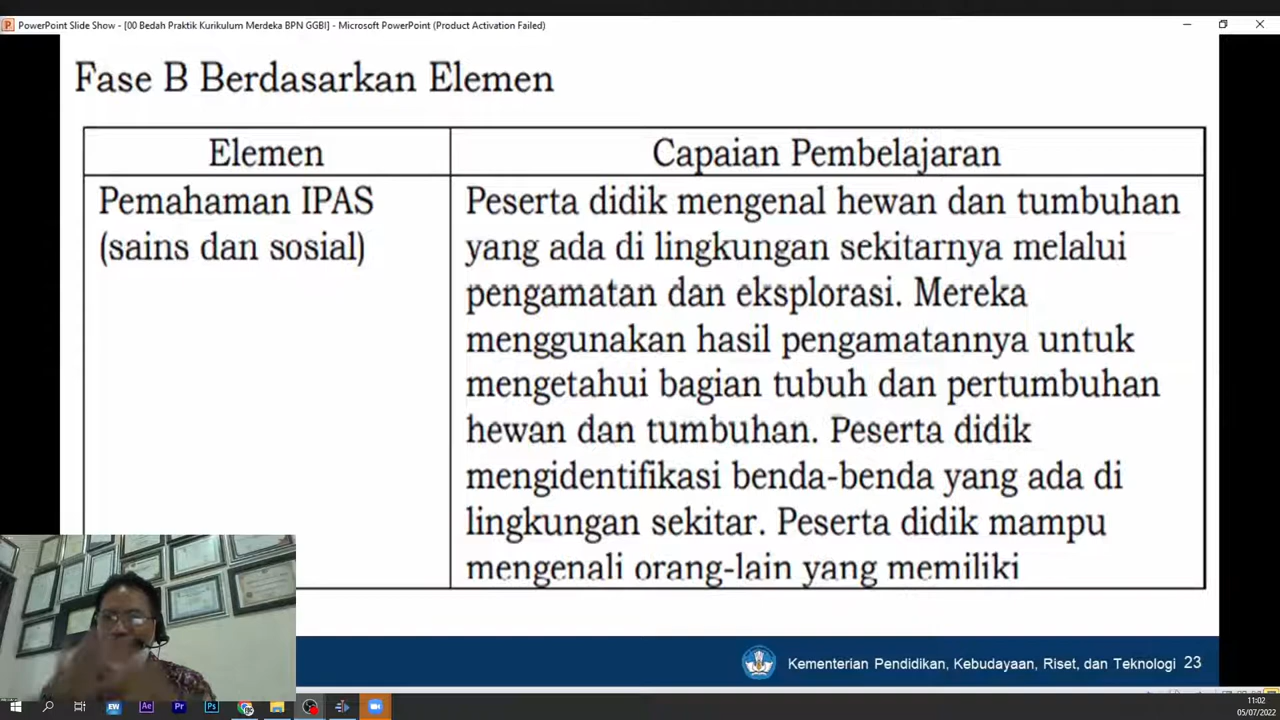 PowerPoint Slide Show - [00 Bedah Praktik Kurikulum Merdeka BPN GGBI] - Microsoft PowerPoint (Product Activation Failed)
Fase B Berdasarkan Elemen
Elemen
Capaian Pembelajaran
Pemahaman IPAS
(sains dan sosial)
Peserta didik mengenal hewan dan tumbuhan
yang ada di lingkungan sekitarnya melalui
pengamatan dan eksplorasi. Mereka
menggunakan hasil pengamatannya untuk
mengetahui bagian tubuh dan pertumbuhan
hewan dan tumbuhan. Peserta didik
mengidentifikasi benda-benda yang ada di
lingkungan sekitar. Peserta didik mampu
mengenali orang-lain yang memiliki
Kementerian Pendidikan, Kebudayaan, Riset, dan Teknologi 23
EW
Ae
Pr
Ps
11:02
05/07/2022